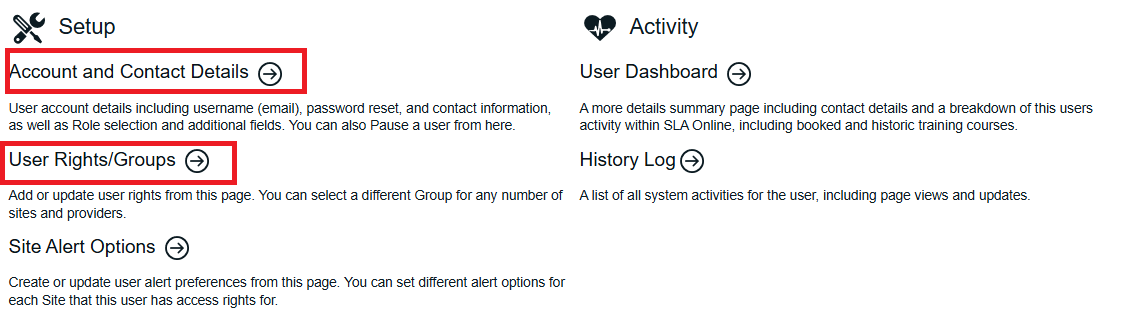 Setup
Account and Contact Details
User account details including username (email), password reset, and contact information,
as well as Role selection and additional fields. You can also Pause a user from here.
User Rights/Groups
Add or update user rights from this page. You can select a different Group for any number of
sites and providers.
Site Alert Options
Create or update user alert preferences from this page. You can set different alert options for
each Site that this user has access rights for.
Activity
User Dashboard
A more details summary page including contact details and a breakdown of this users
activity within SLA Online, including booked and historic training courses.
History Log
A list of all system activities for the user, including page views and updates.